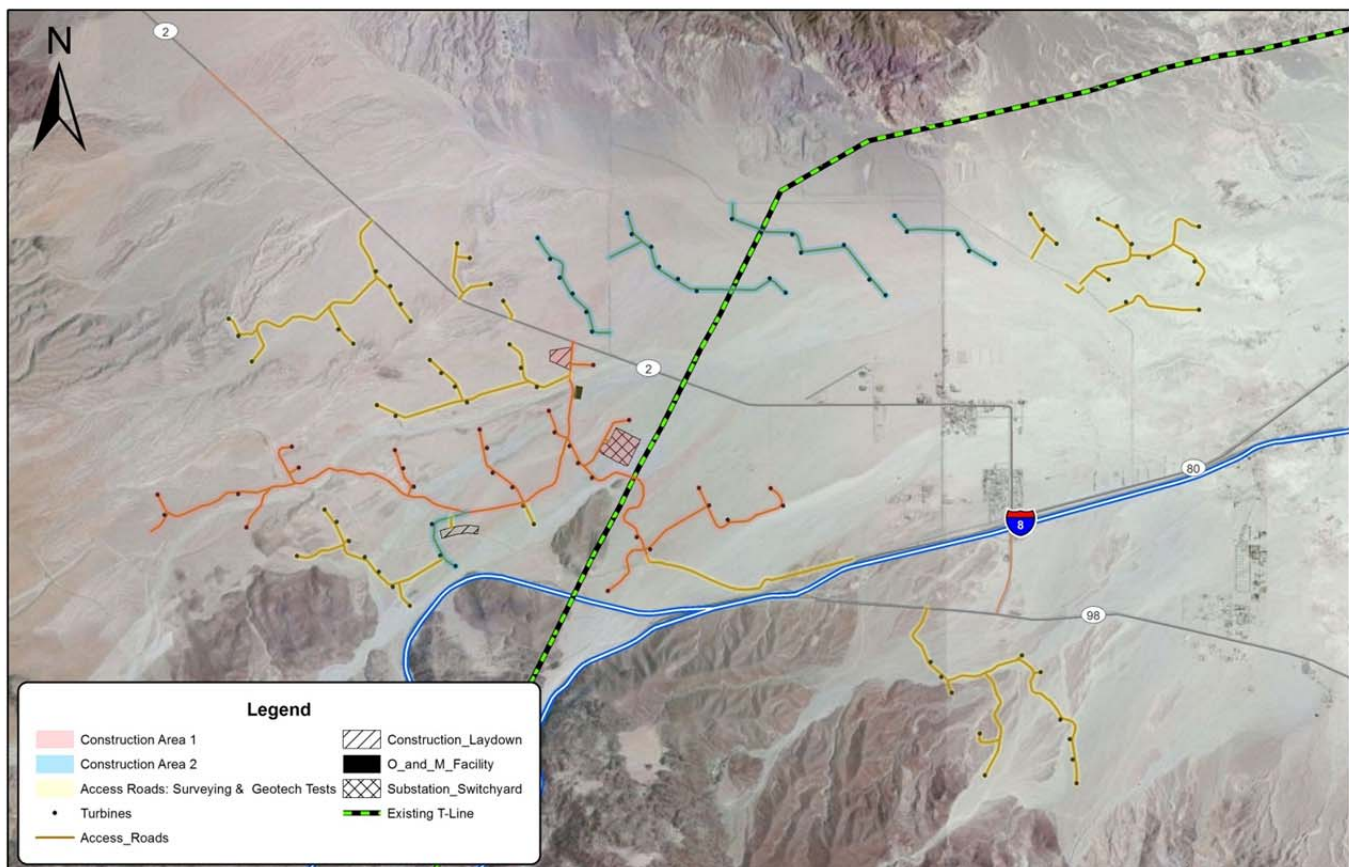 N
2
2
80
8
98
Legend
Construction Area 1
Construction Area 2
Access Roads: Surveying & Geotech Tests
Turbines
Access_Roads
Construction_Laydown
O_and_M_Facility
Substation_Switchyard
Existing T-Line